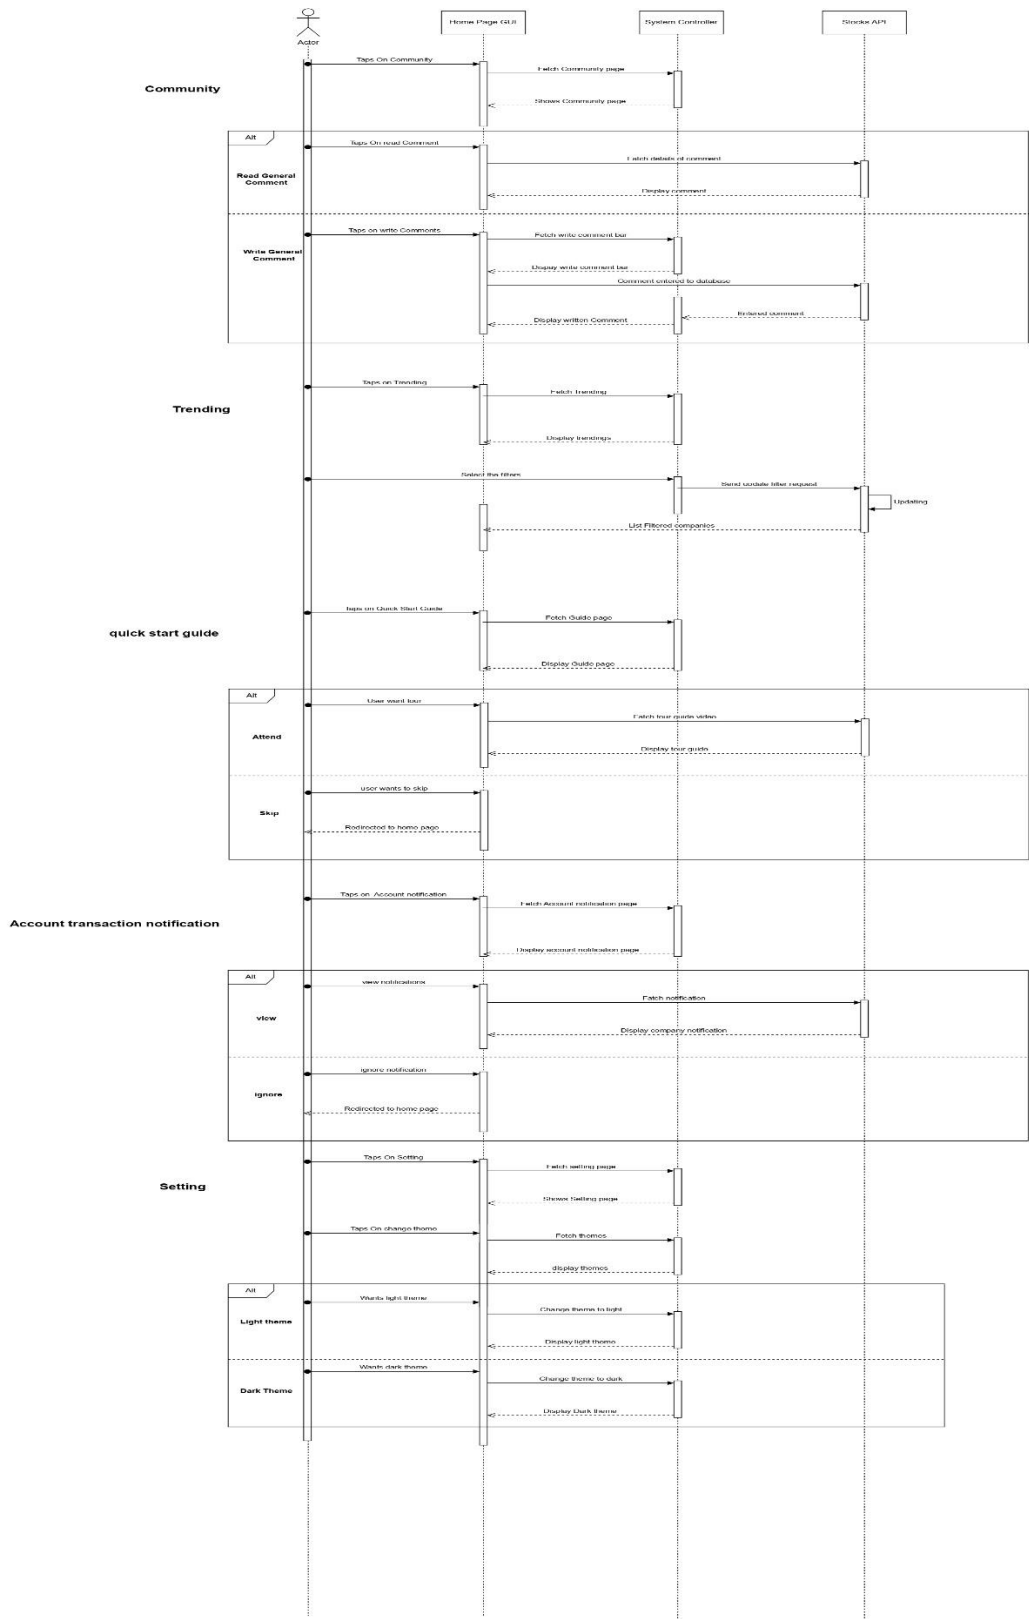 Home Page GUI
System Controller
Stocks API
Actor
Taps On Community
Fetch Community page
Community
Shows Community page
Alt
Taps On read Comment
Fatch details of comment
Read General
Comment
Display comment
Taps on write Comments
Fetch write comment bar
Write General
Comment
Dispay write comment bar
Comment entered to database
Entered comment
Display written Comment
Taps on Trending
Fetch Trending
Trending
Display trendings
Select the filters
Send update filter request
Updating
List Filtered companies
taps on Quick Start Guide
Fetch Guide page
quick start guide
Display Guide page
Alt
User want tour
Fatch tour guide video
Attend
Display tour guide
user wants to skip
Skip
Redirected to home page
Taps on Account notification
Fetch Account notification page
Account transaction notification
Display account notification page
Alt
view notifications
Fatch notification
view
Display company notification
ignore notification
ignore
Redirected to home page
Taps On Setting
Fetch setting page
Setting
Shows Setting page
Taps On change theme
Fetch themes
display themes
Alt
Wants light theme
Change theme to light
Light theme
Display light theme
Wants dark theme
Change theme to dark
Dark Theme
Display Dark theme